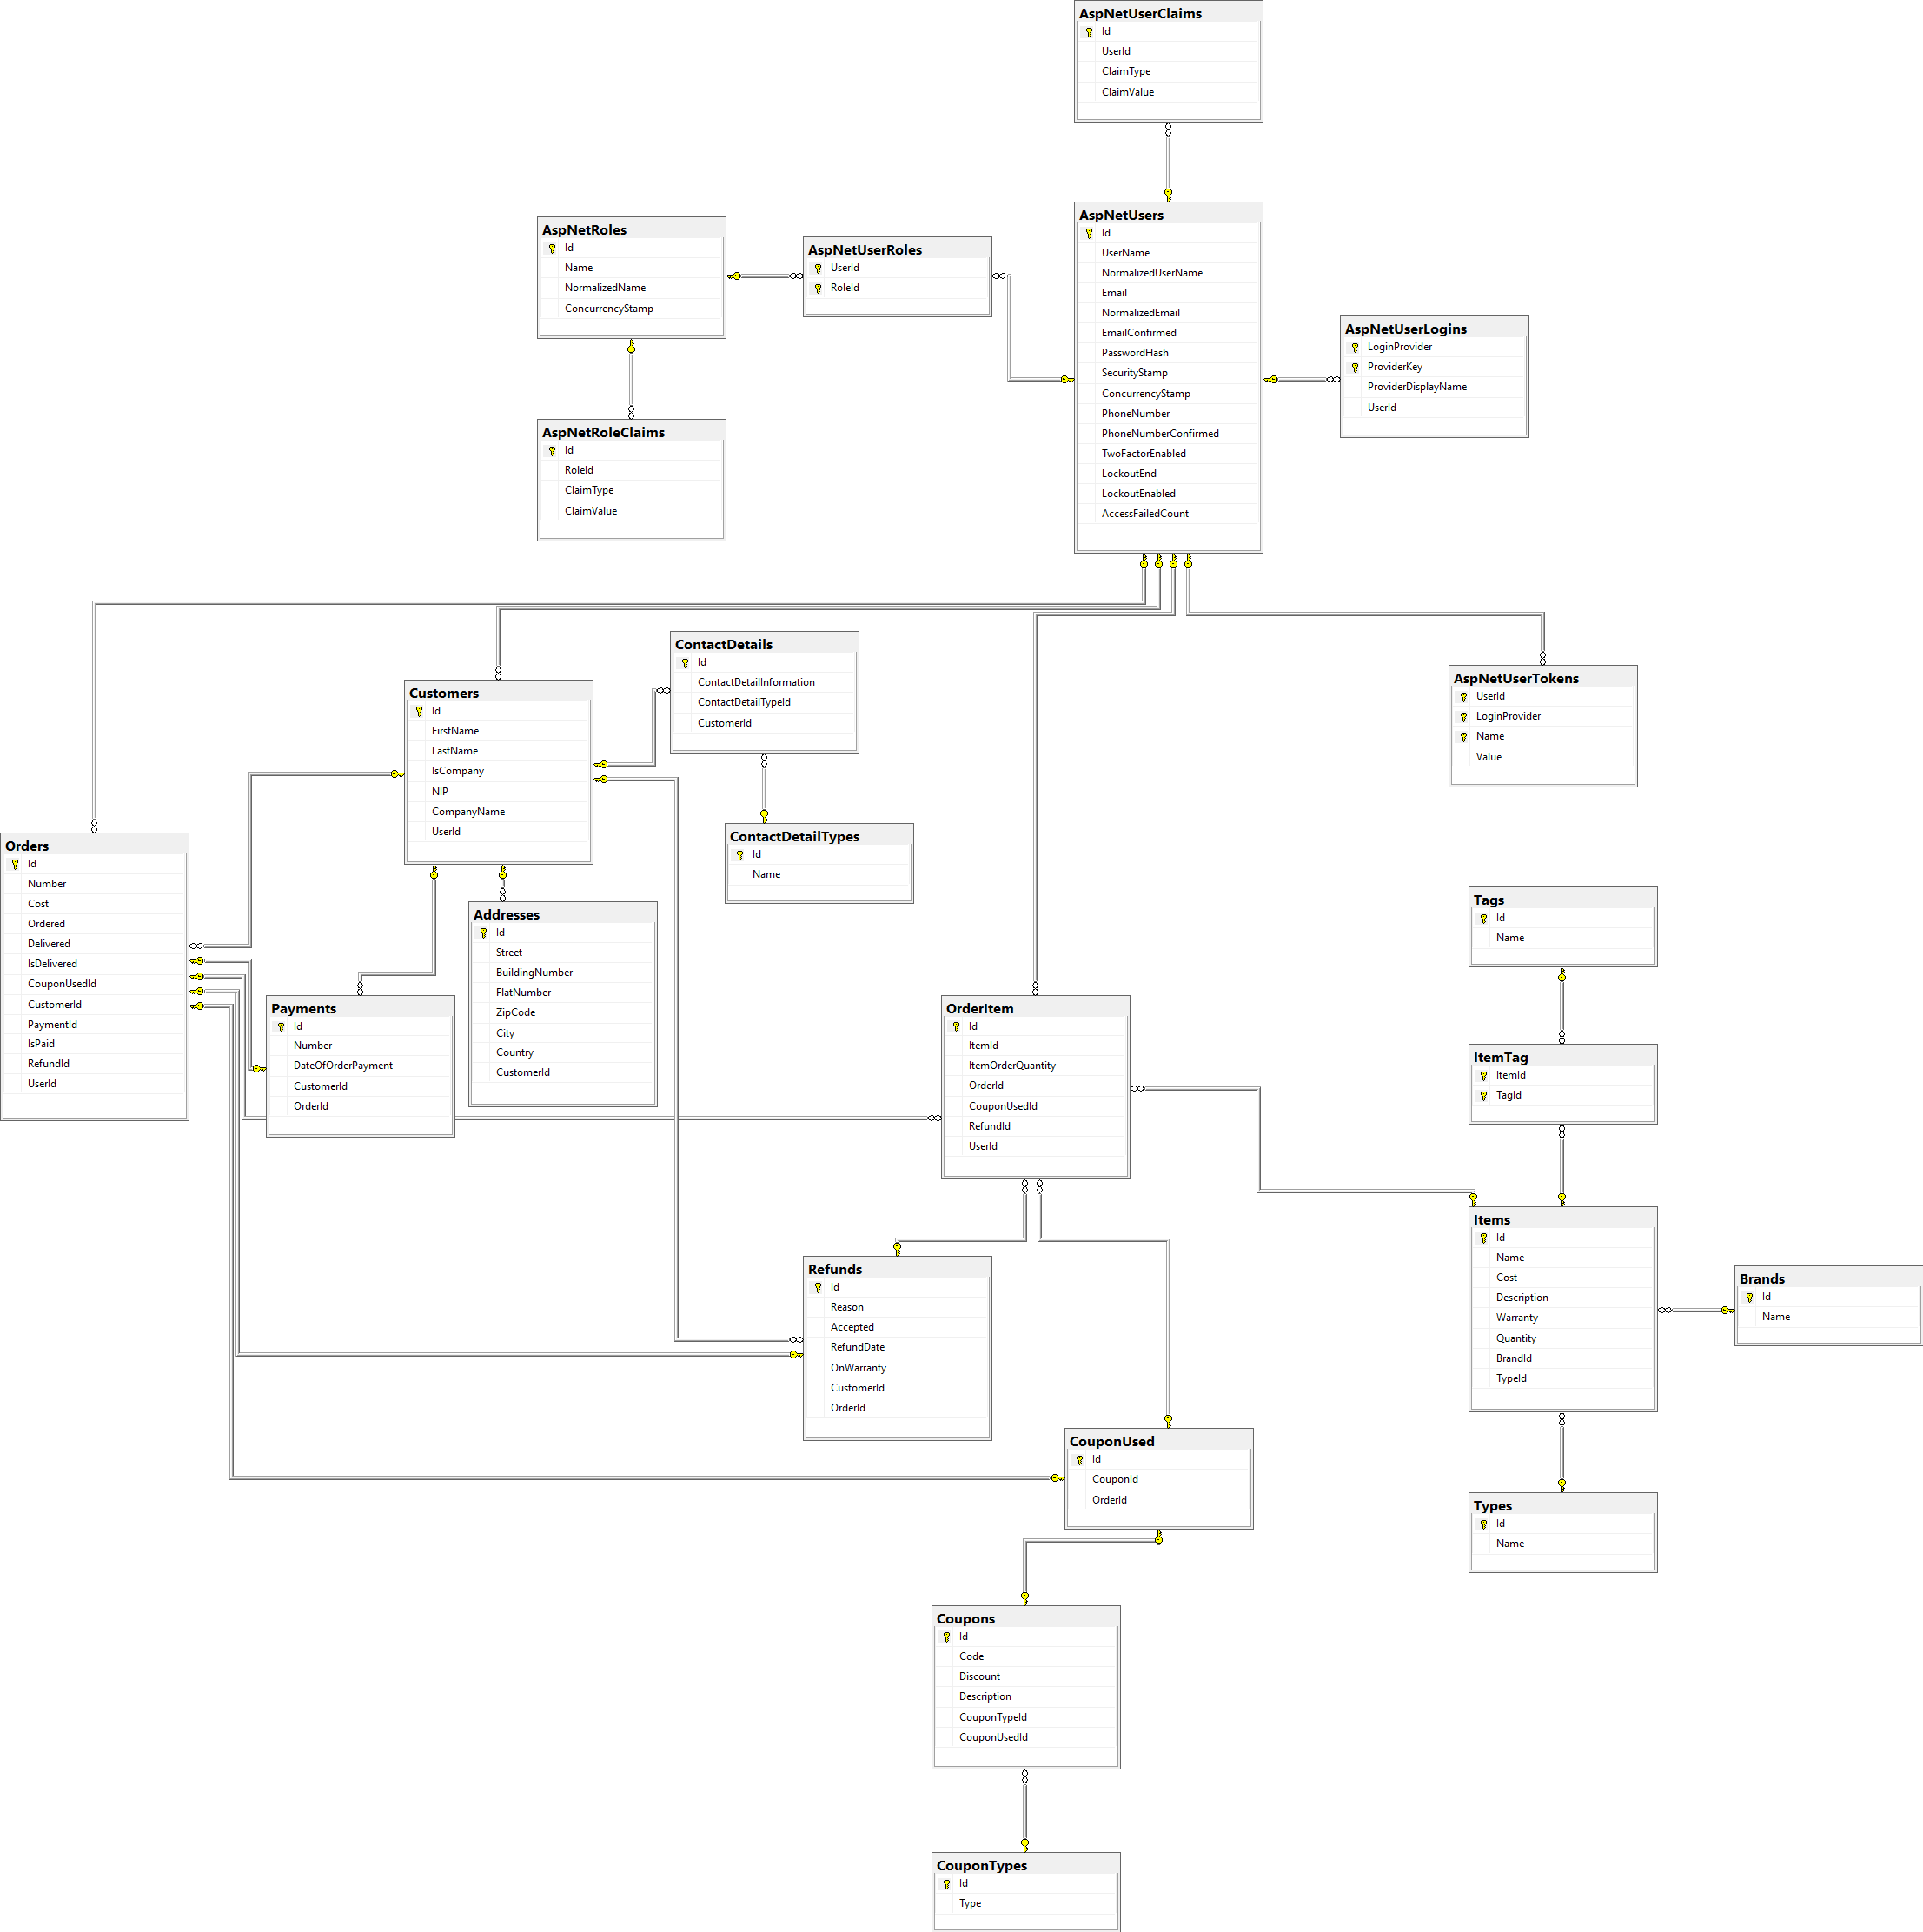 AspNetUserClaims
Id
UserId
ClaimType
ClaimValue
AspNetUsers
Id
UserName
NormalizedUserName
Email
NormalizedEmail
EmailConfirmed
PasswordHash
SecurityStamp
ConcurrencyStamp
PhoneNumber
PhoneNumberConfirmed
TwoFactorEnabled
LockoutEnd
LockoutEnabled
AccessFailedCount
AspNetRoles
Id
Name
NormalizedName
ConcurrencyStamp
AspNetUserRoles
UserId
RoleId
AspNetUserLogins
LoginProvider
ProviderKey
ProviderDisplayName
UserId
AspNetRoleClaims
Id
RoleId
ClaimType
ClaimValue
ContactDetails
Id
ContactDetailInformation
ContactDetailTypeId
CustomerId
AspNetUserTokens
UserId
LoginProvider
Name
Value
Customers
Id
FirstName
LastName
IsCompany
NIP
CompanyName
UserId
ContactDetailTypes
Id
Name
Orders
Id
Number
Cost
Ordered
Delivered
IsDelivered
CouponUsedId
CustomerId
PaymentId
IsPaid
RefundId
UserId
Addresses
Id
Street
BuildingNumber
FlatNumber
ZipCode
City
Country
CustomerId
Tags
Id
Name
Payments
Id
Number
DateOfOrderPayment
CustomerId
OrderId
OrderItem
Id
ItemId
ItemOrderQuantity
OrderId
CouponUsedId
RefundId
UserId
ItemTag
ItemId
TagId
Items
Id
Name
Cost
Description
Warranty
Quantity
BrandId
TypeId
Refunds
Id
Reason
Accepted
RefundDate
OnWarranty
CustomerId
OrderId
Brands
Id
Name
CouponUsed
Id
CouponId
OrderId
Types
Id
Name
Coupons
Id
Code
Discount
Description
CouponTypeId
CouponUsedId
CouponTypes
Id
Type